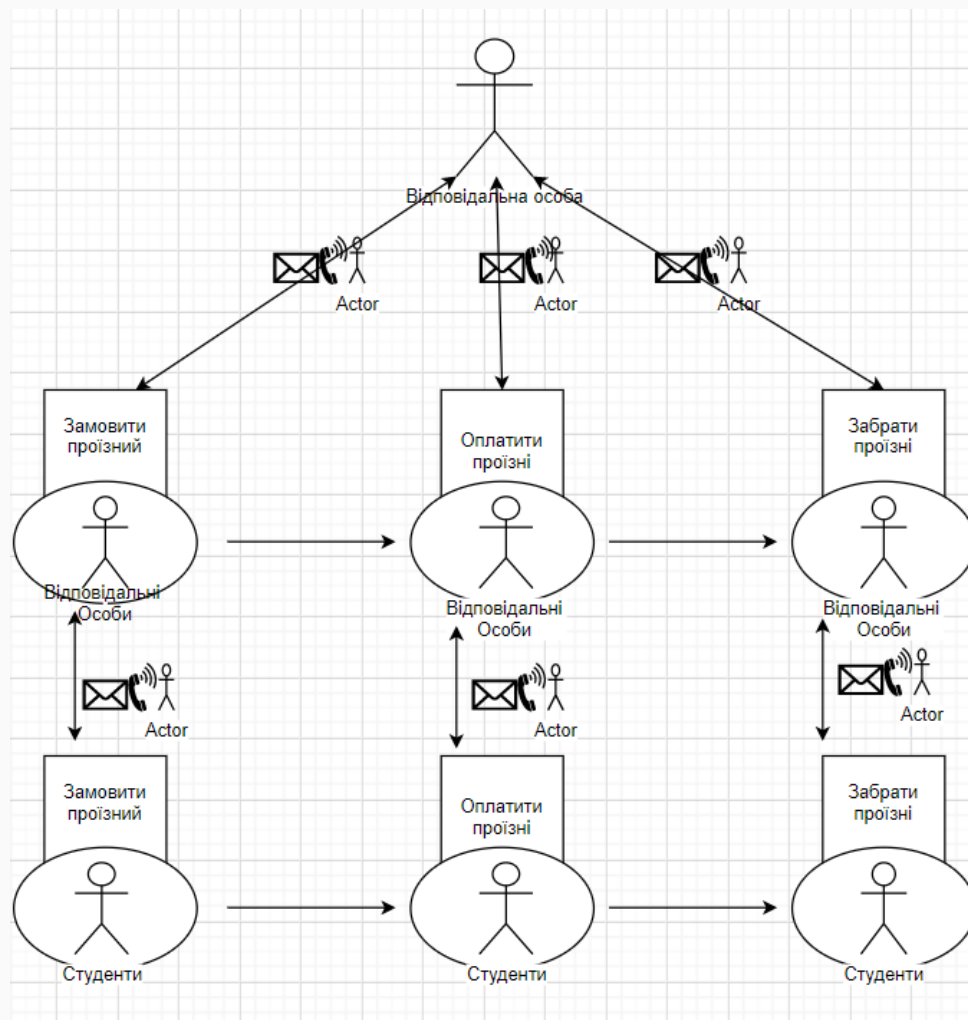 Відповідальна особа
Actor
Actor
Actor
Замовити
проїзний
Оплатити
проїзні
Забрати
проїзні
Відповідальні
Особи
Відповідальні
Особи
Відповідальні
Особи
Actor
Actor
Actor
Замовити
проїзний
Оплатити
проїзні
Забрати
проїзні
Студенти
Студенти
Студенти